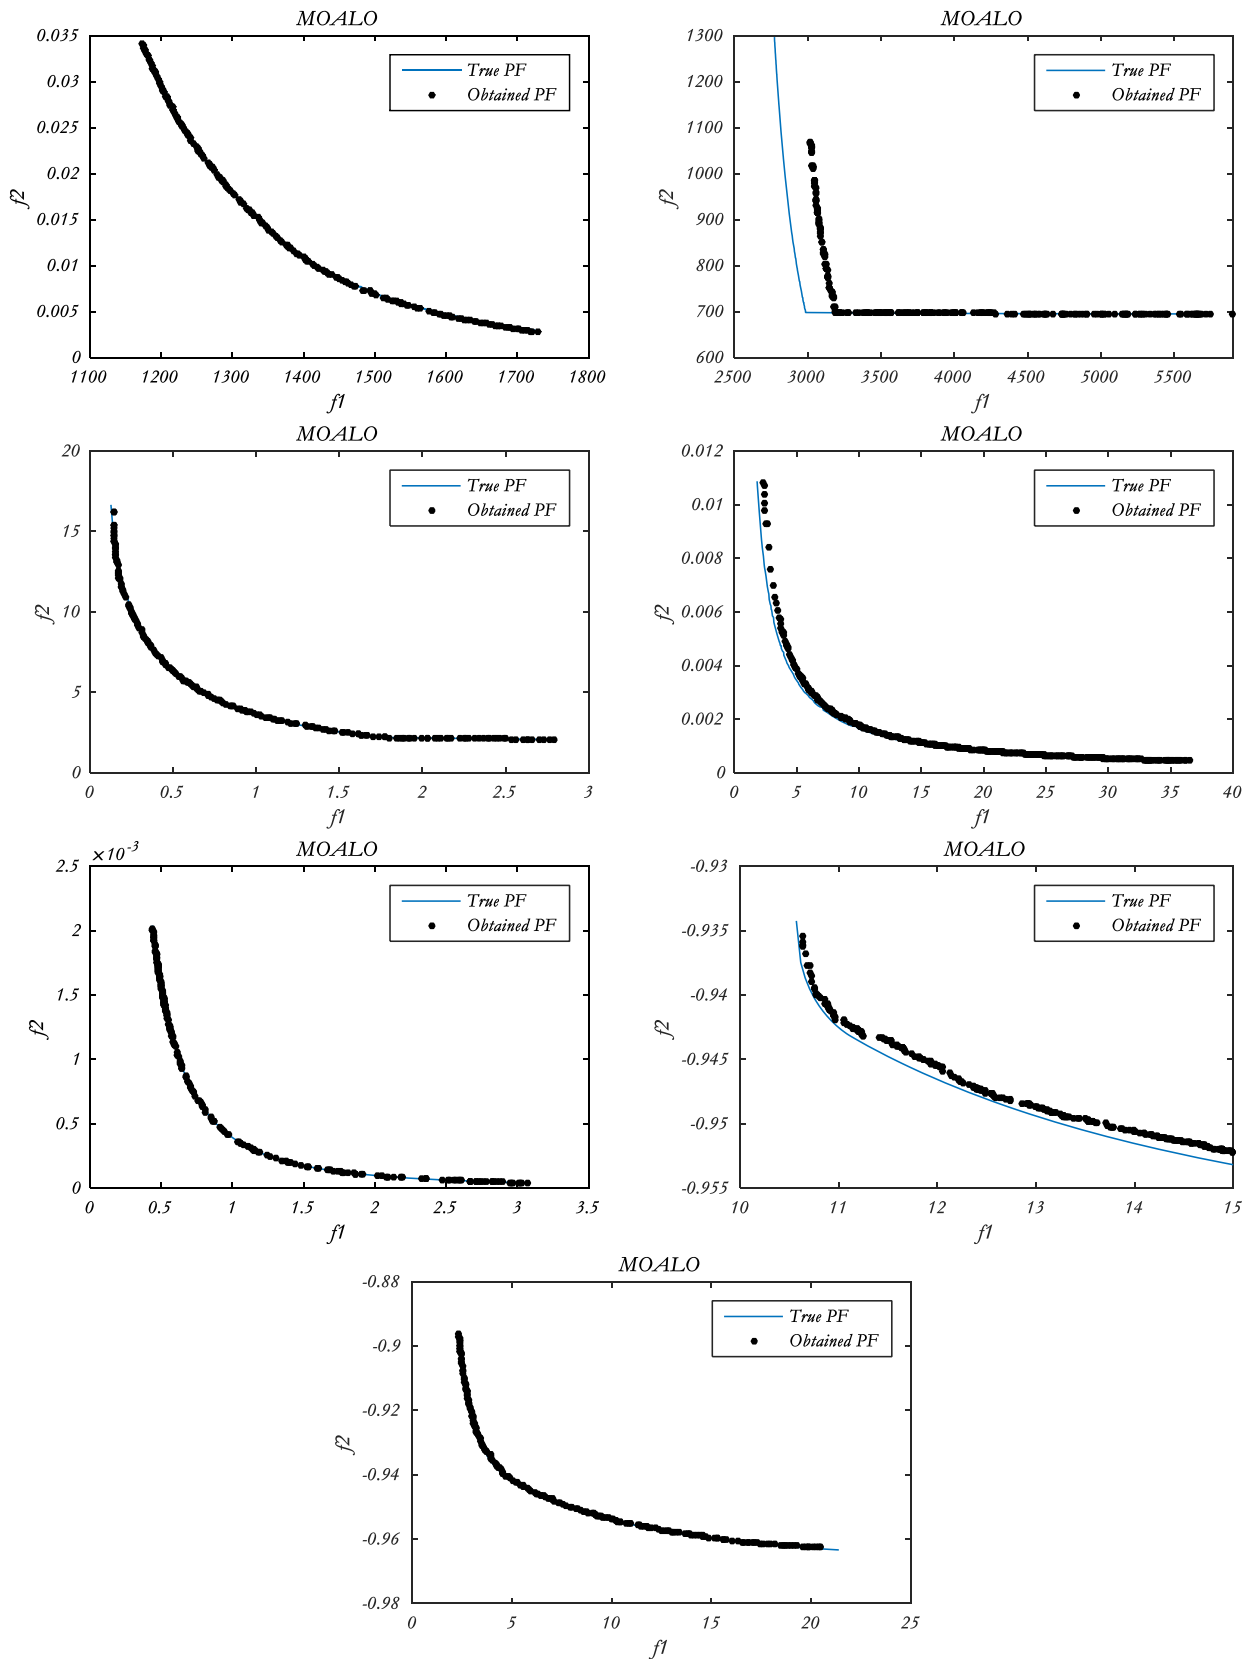 MOALO
0.035
0.03
0.025
0.02
0.015
0.01
0.005
0
f2
True PF
Obtained PF
1100 1200 1300 1400 1500 1600 1700 1800
f1
MOALO
1300
1200
1100
1000
900
800
700
600
f2
True PF
Obtained PF
2500 3000 3500 4000 4500 5000 5500
f1
MOALO
20
15
10
5
0
f2
True PF
Obtained PF
0 0.5 1 1.5 2 2.5 3
f1
MOALO
0.012
0.01
0.008
0.006
0.004
0.002
0
f2
True PF
Obtained PF
0 5 10 15 20 25 30 35 40
f1
MOALO
×10⁻³
2.5
2
1.5
1
0.5
0
f2
True PF
Obtained PF
0 0.5 1 1.5 2 2.5 3 3.5
f1
MOALO
-0.93
-0.935
-0.94
-0.945
-0.95
-0.955
f2
True PF
Obtained PF
10 11 12 13 14 15
f1
MOALO
-0.88
-0.9
-0.92
-0.94
-0.96
-0.98
f2
True PF
Obtained PF
0 5 10 15 20 25
f1